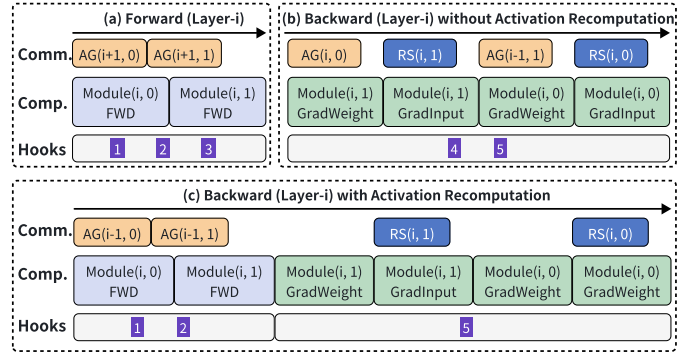 (a) Forward (Layer-i)
Comm. AG(i+1, 0) AG(i+1, 1)
Comp. Module(i, 0) FWD Module(i, 1) FWD
Hooks 1 2 3
(b) Backward (Layer-i) without Activation Recomputation
AG(i, 0) RS(i, 1) AG(i-1, 1) RS(i, 0)
Module(i, 1) GradWeight Module(i, 1) GradInput Module(i, 0) GradWeight Module(i, 0) GradInput
4 5
(c) Backward (Layer-i) with Activation Recomputation
Comm. AG(i-1, 0) AG(i-1, 1) RS(i, 1) RS(i, 0)
Comp. Module(i, 0) FWD Module(i, 1) FWD Module(i, 1) GradWeight Module(i, 1) GradInput Module(i, 0) GradWeight Module(i, 0) GradWeight
Hooks 1 2 5